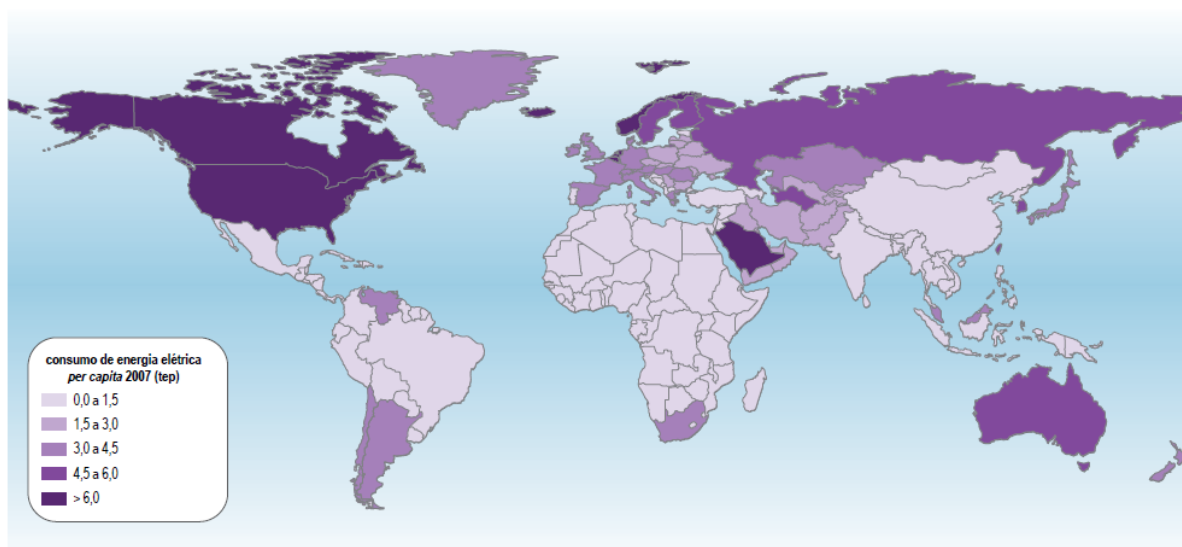 consumo de energia elétrica
per capita 2007 (tep)
0,0 a 1,5
1,5 a 3,0
3,0 a 4,5
4,5 a 6,0
> 6,0